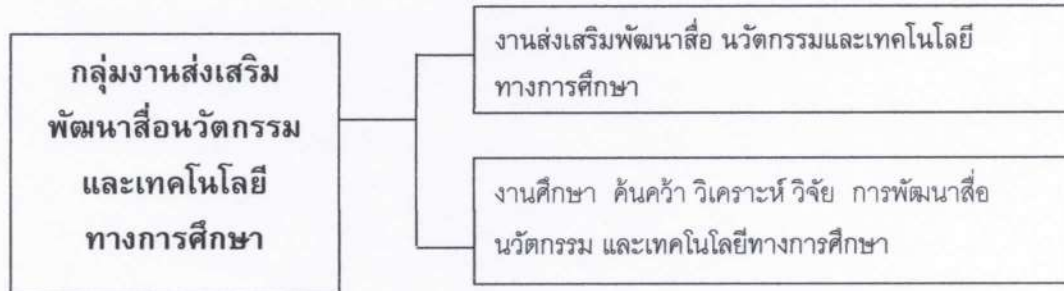 กลุ่มงานส่งเสริม
พัฒนาสื่อนวัตกรรม
และเทคโนโลยี
ทางการศึกษา
งานส่งเสริมพัฒนาสื่อ นวัตกรรมและเทคโนโลยี
ทางการศึกษา
งานศึกษา ค้นคว้า วิเคราะห์ วิจัย การพัฒนาสื่อ
นวัตกรรม และเทคโนโลยีทางการศึกษา